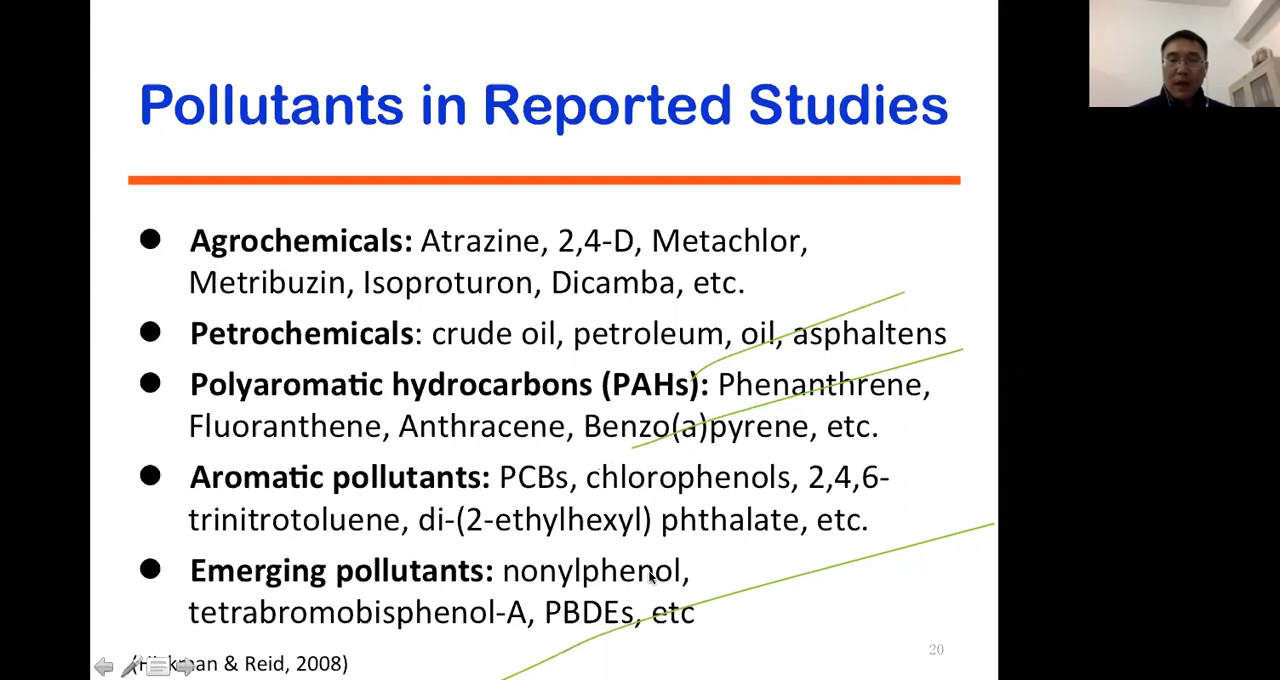 Pollutants in Reported Studies
● Agrochemicals: Atrazine, 2,4-D, Metachlor,
Metribuzin, Isoproturon, Dicamba, etc.
● Petrochemicals: crude oil, petroleum, oil, asphaltens
● Polyaromatic hydrocarbons (PAHs): Phenanthrene,
Fluoranthene, Anthracene, Benzo(a)pyrene, etc.
● Aromatic pollutants: PCBs, chlorophenols, 2,4,6-
trinitrotoluene, di-(2-ethylhexyl) phthalate, etc.
● Emerging pollutants: nonylphenol,
tetrabromobisphenol-A, PBDEs, etc
(Hickman & Reid, 2008)
20